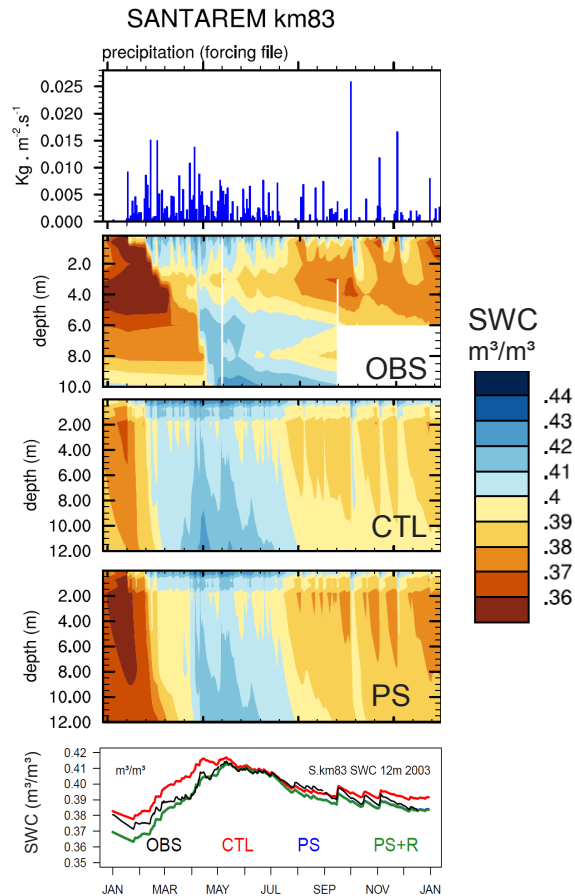 SANTAREM km83
precipitation (forcing file)
Kg . m⁻².s⁻¹
0.025
0.020
0.015
0.010
0.005
0.000
depth (m)
2.0
4.0
6.0
8.0
10.0
OBS
depth (m)
2.00
4.00
6.00
8.00
10.00
12.00
CTL
depth (m)
2.00
4.00
6.00
8.00
10.00
12.00
PS
SWC
m³/m³
.44
.43
.42
.41
.4
.39
.38
.37
.36
SWC (m³/m³)
0.42
0.41
0.40
0.39
0.38
0.37
0.36
0.35
m³/m³ S.km83 SWC 12m 2003
OBS CTL PS PS+R
JAN MAR MAY JUL SEP NOV JAN